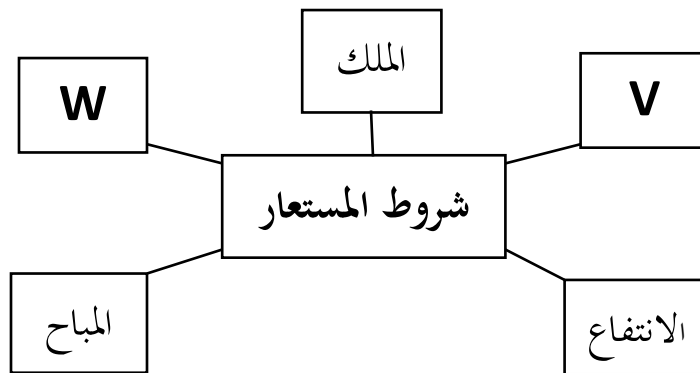 الملك
V
W
شروط المستعار
الانتفاع
المباح